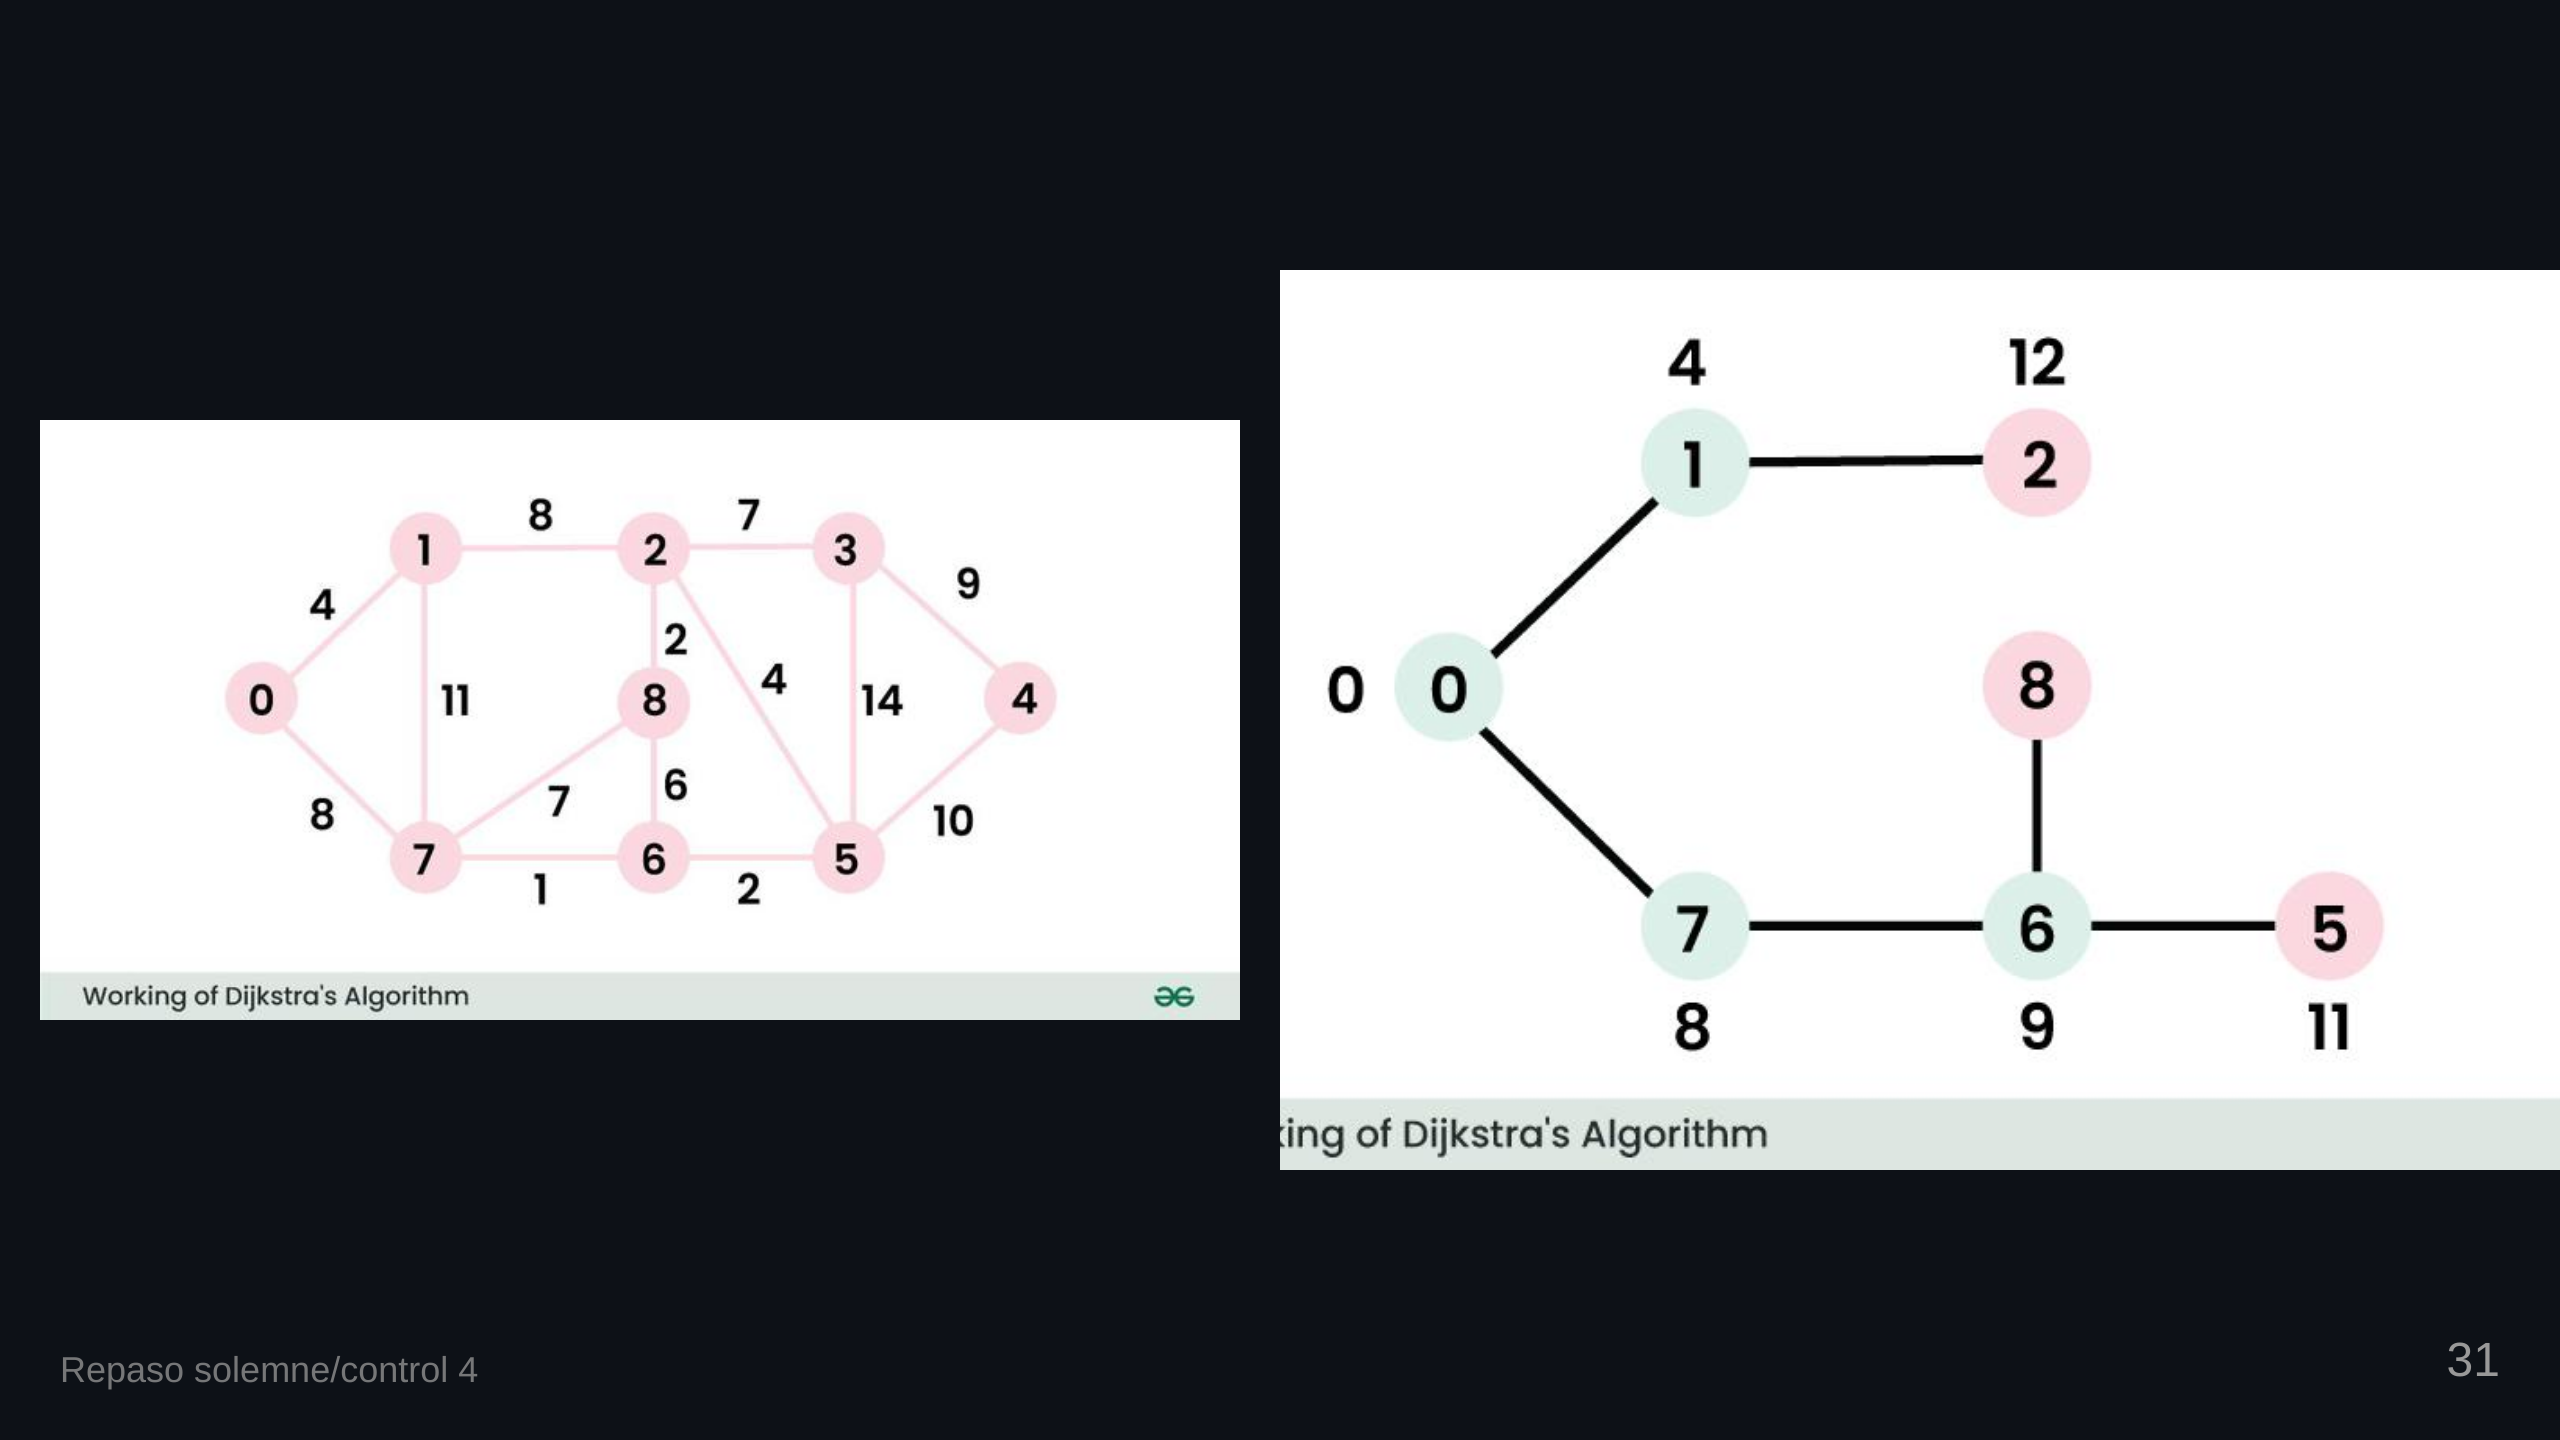 8 7
1 2 3
4 9
2
0 11 8 4 14 4
7 6
8 10
7 6 5
1 2
Working of Dijkstra's Algorithm
4 12
1 2
0 0 8
7 6 5
8 9 11
king of Dijkstra's Algorithm
Repaso solemne/control 4
31